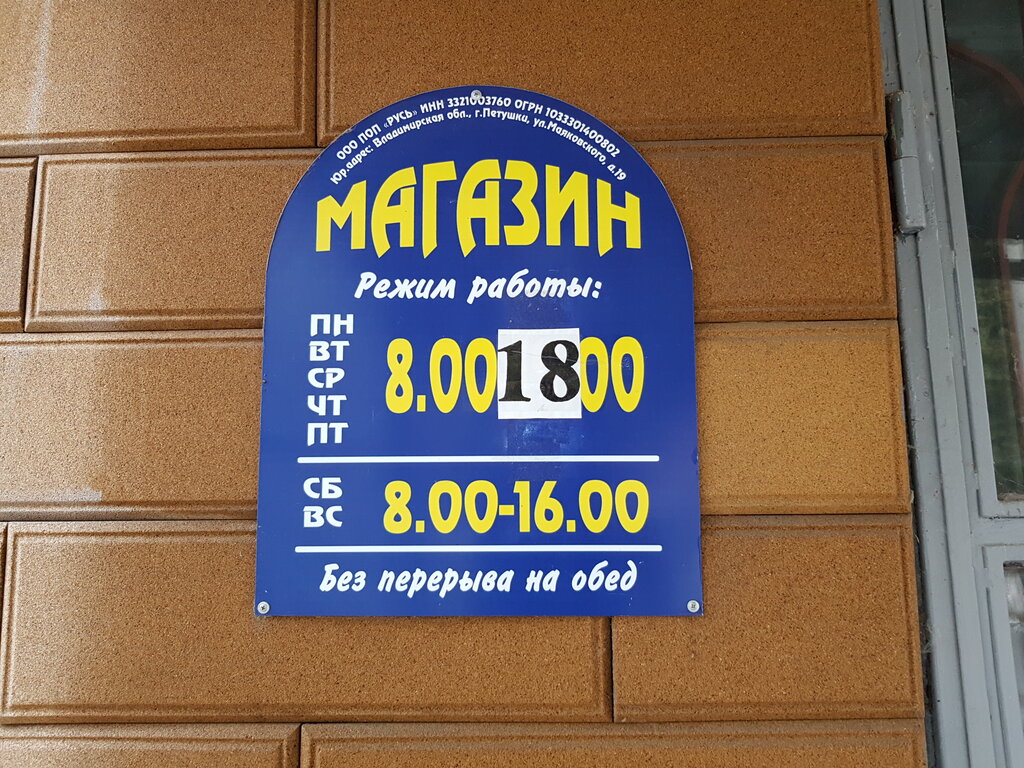 ООО ПОП «РУСЬ» ИНН 3321003760 ОГРН 1033301400802
Юр.адрес: Владимирская обл., г.Петушки, ул.Маяковского, д.19
МАГАЗИН
Режим работы:
ПН
ВТ
СР
ЧТ
ПТ
8.00 18 00
СБ
ВС
8.00-16.00
Без перерыва на обед